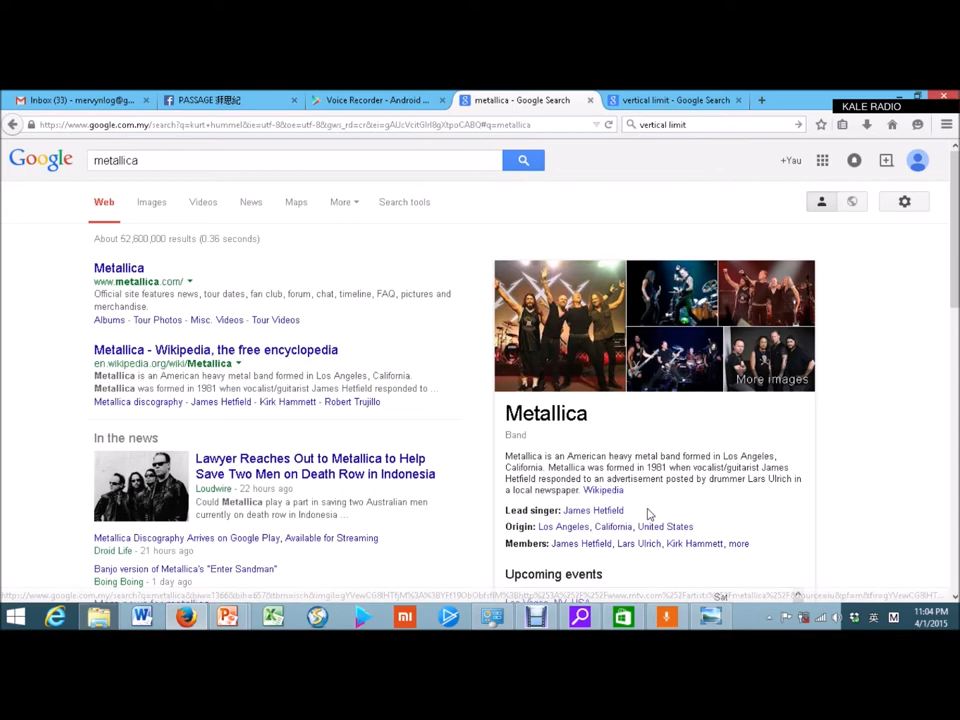 Inbox (33) - mervynlog@g...
PASSAGE
Voice Recorder - Android ...
metallica - Google Search
vertical limit - Google Search
KALE RADIO
vertical limit
Google
metallica
+Yau
Web
Images
Videos
News
Maps
More
Search tools
About 52,600,000 results (0.36 seconds)
Metallica
www.metallica.com/
Official site features news, tour dates, fan club, forum, chat, timeline, FAQ, pictures and
merchandise.
Albums - Tour Photos - Misc. Videos - Tour Videos
Metallica - Wikipedia, the free encyclopedia
en.wikipedia.org/wiki/Metallica
Metallica is an American heavy metal band formed in Los Angeles, California.
Metallica was formed in 1981 when vocalist/guitarist James Hetfield responded to ...
Metallica discography - James Hetfield - Kirk Hammett - Robert Trujillo
In the news
Lawyer Reaches Out to Metallica to Help
Save Two Men on Death Row in Indonesia
Loudwire - 22 hours ago
Could Metallica play a part in saving two Australian men
currently on death row in Indonesia ...
Metallica Discography Arrives on Google Play, Available for Streaming
Droid Life - 21 hours ago
Banjo version of Metallica's "Enter Sandman"
Boing Boing - 1 day ago
More images
Metallica
Band
Metallica is an American heavy metal band formed in Los Angeles,
California. Metallica was formed in 1981 when vocalist/guitarist James
Hetfield responded to an advertisement posted by drummer Lars Ulrich in
a local newspaper. Wikipedia
Lead singer: James Hetfield
Origin: Los Angeles, California, United States
Members: James Hetfield, Lars Ulrich, Kirk Hammett, more
Upcoming events
Sat
11:04 PM
4/1/2015